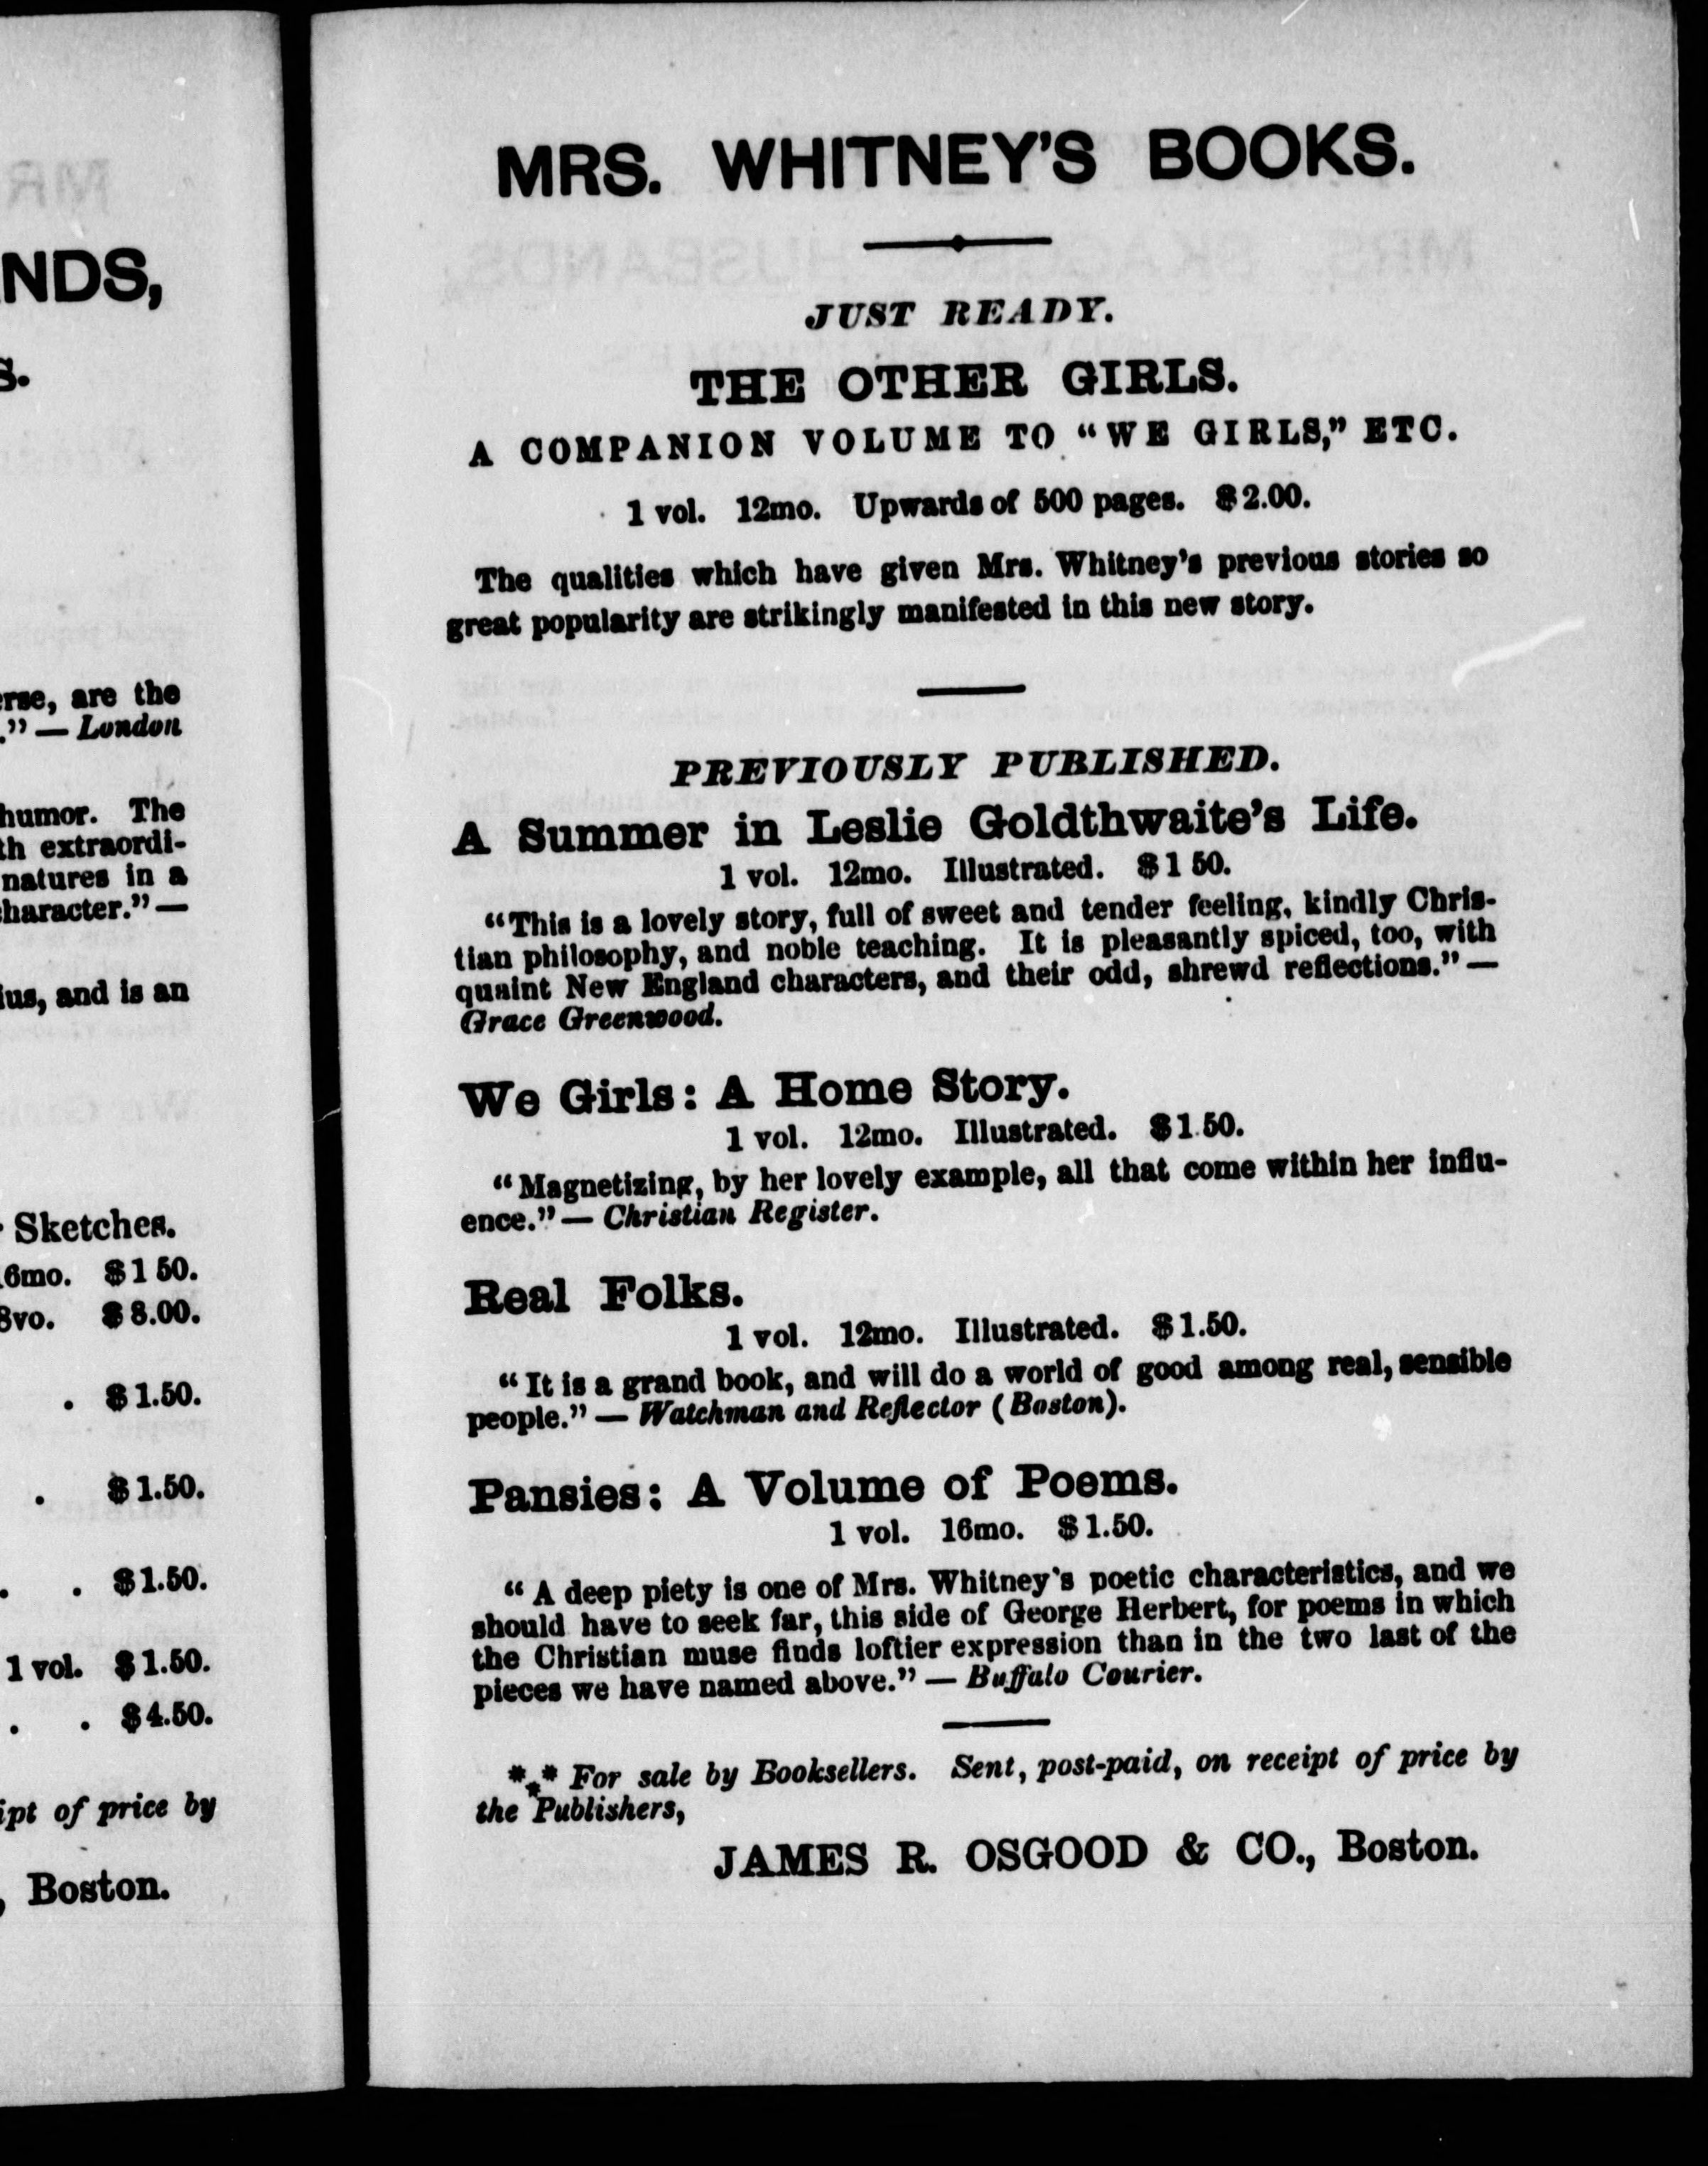 NDS,
S.
erse, are the
.” — London
humor. The
th extraordi-
natures in a
character.” —
ius, and is an
Sketches.
16mo. $1 50.
8vo. $8.00.
. $1.50.
. $1.50.
. . $1.50.
1 vol. $1.50.
. . $4.50.
ipt of price by
, Boston.
MRS. WHITNEY’S BOOKS.
JUST READY.
THE OTHER GIRLS.
A COMPANION VOLUME TO “WE GIRLS,” ETC.
1 vol. 12mo. Upwards of 500 pages. $2.00.
The qualities which have given Mrs. Whitney’s previous stories so
great popularity are strikingly manifested in this new story.
PREVIOUSLY PUBLISHED.
A Summer in Leslie Goldthwaite’s Life.
1 vol. 12mo. Illustrated. $1 50.
“This is a lovely story, full of sweet and tender feeling, kindly Chris-
tian philosophy, and noble teaching. It is pleasantly spiced, too, with
quaint New England characters, and their odd, shrewd reflections.” —
Grace Greenwood.
We Girls: A Home Story.
1 vol. 12mo. Illustrated. $1.50.
“Magnetizing, by her lovely example, all that come within her influ-
ence.” — Christian Register.
Real Folks.
1 vol. 12mo. Illustrated. $1.50.
“It is a grand book, and will do a world of good among real, sensible
people.” — Watchman and Reflector (Boston).
Pansies: A Volume of Poems.
1 vol. 16mo. $1.50.
“A deep piety is one of Mrs. Whitney’s poetic characteristics, and we
should have to seek far, this side of George Herbert, for poems in which
the Christian muse finds loftier expression than in the two last of the
pieces we have named above.” — Buffalo Courier.
*** For sale by Booksellers. Sent, post-paid, on receipt of price by
the Publishers,
JAMES R. OSGOOD & CO., Boston.